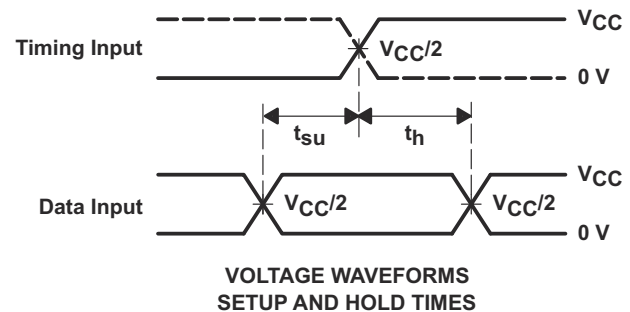 VCC
Timing Input
VCC/2
0 V
tsu
th
VCC
Data Input
VCC/2
VCC/2
0 V
VOLTAGE WAVEFORMS
SETUP AND HOLD TIMES